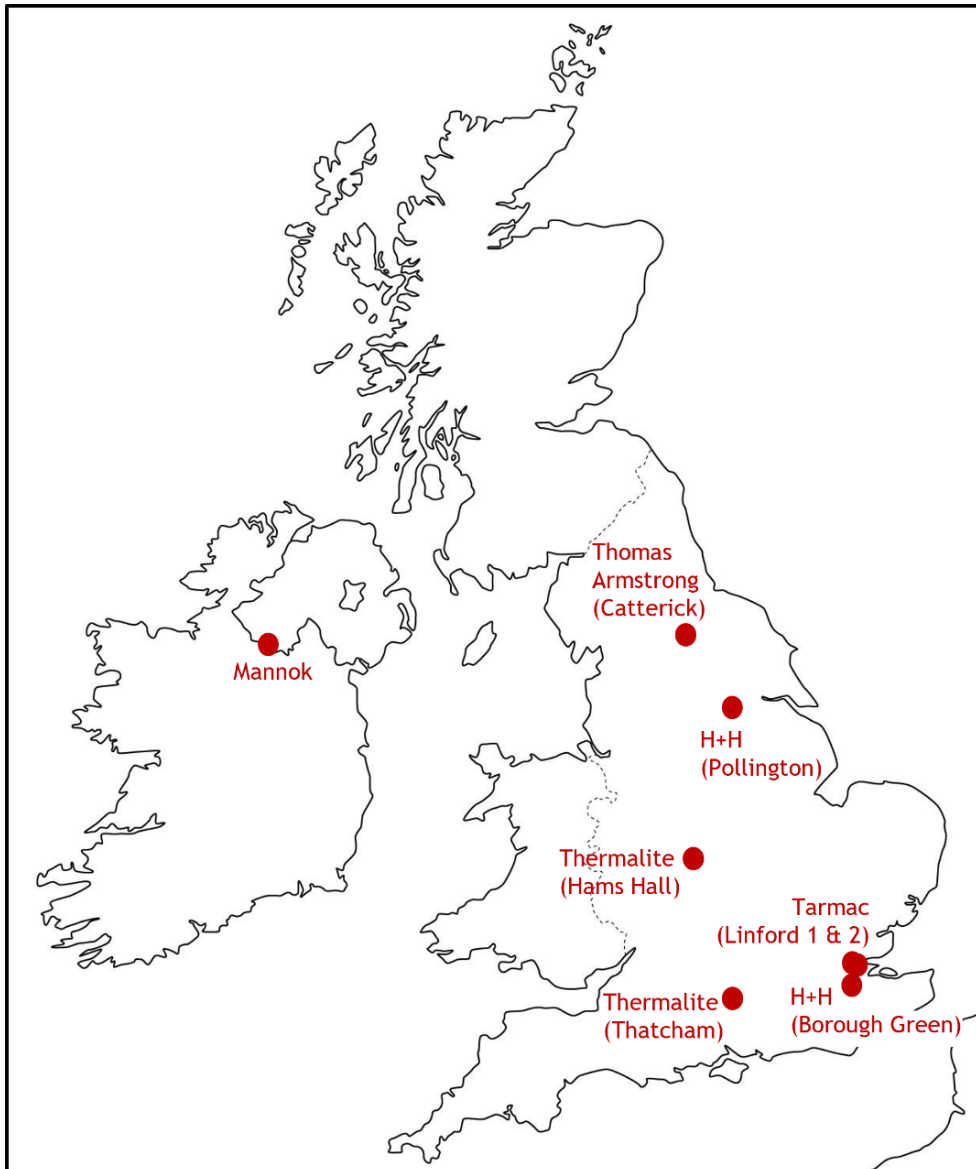 Thomas
Armstrong
(Catterick)
Mannok
H+H
(Pollington)
Thermalite
(Hams Hall)
Tarmac
(Linford 1 & 2)
Thermalite
(Thatcham)
H+H
(Borough Green)